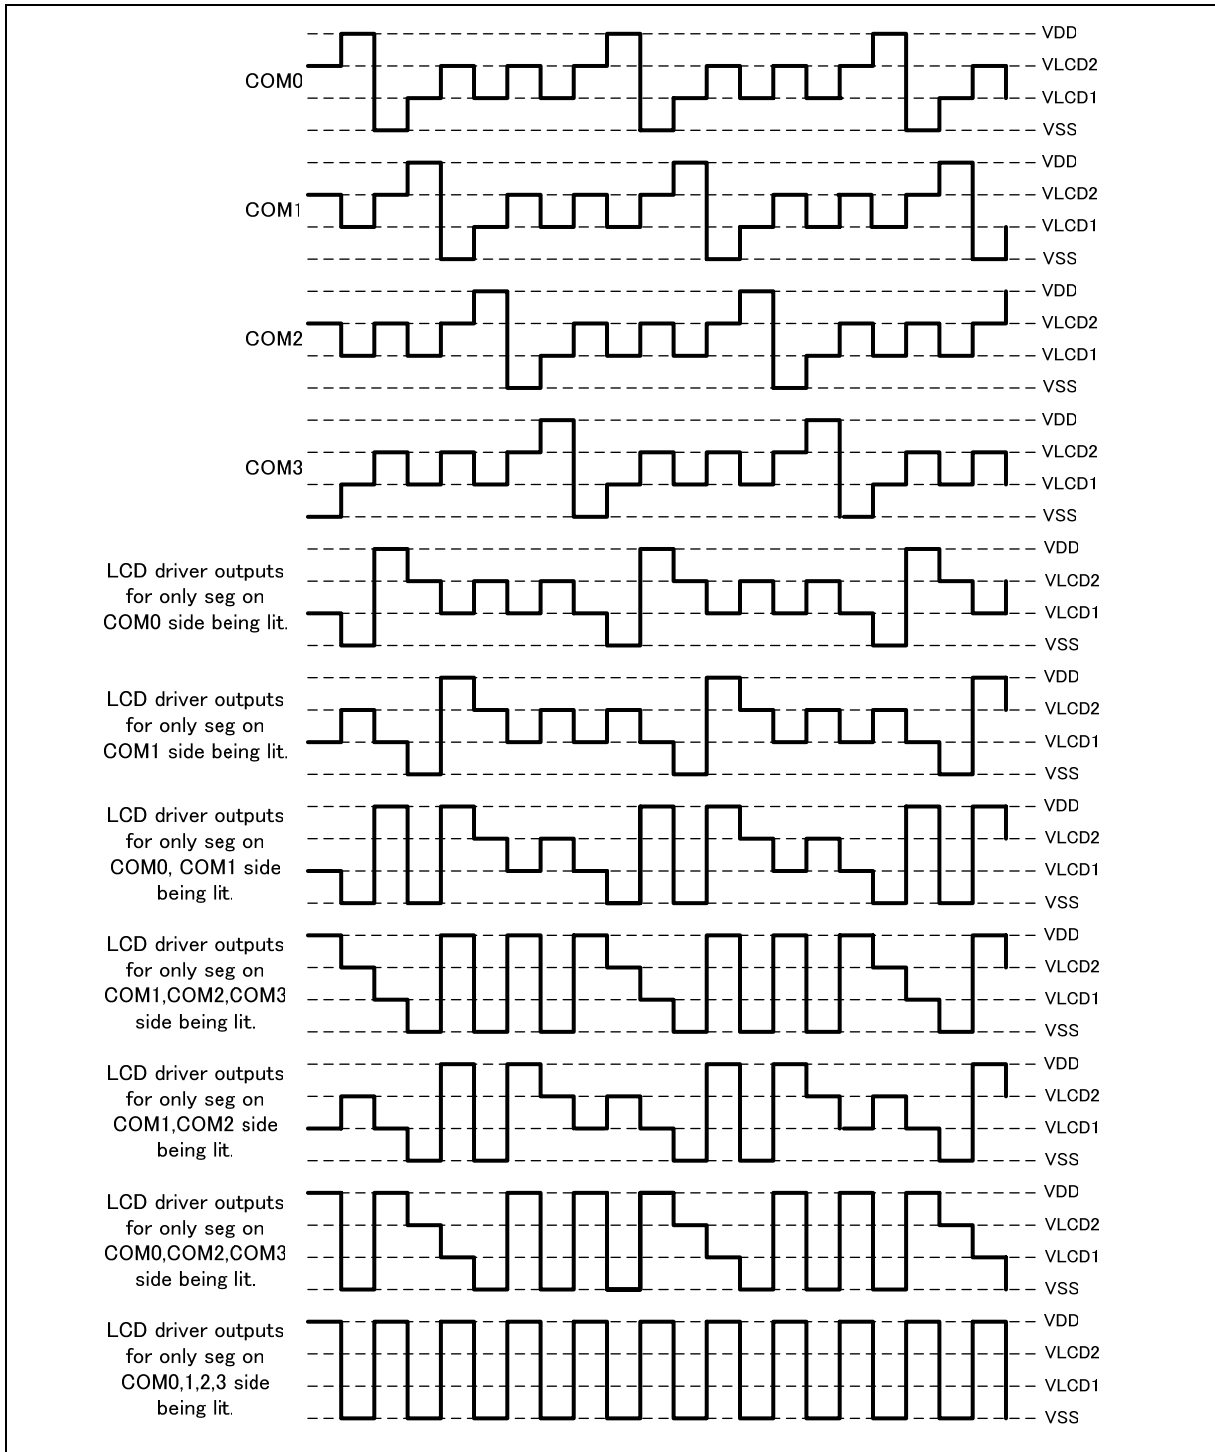 VDD
VLCD2
COM0
VLCD1
VSS
VDD
VLCD2
COM1
VLCD1
VSS
VDD
VLCD2
COM2
VLCD1
VSS
VDD
VLCD2
COM3
VLCD1
VSS
VDD
LCD driver outputs
VLCD2
for only seg on
VLCD1
COM0 side being lit.
VSS
VDD
LCD driver outputs
VLCD2
for only seg on
VLCD1
COM1 side being lit.
VSS
VDD
LCD driver outputs
VLCD2
for only seg on
COM0, COM1 side
VLCD1
being lit.
VSS
VDD
LCD driver outputs
VLCD2
for only seg on
COM1,COM2,COM3
VLCD1
side being lit.
VSS
VDD
LCD driver outputs
VLCD2
for only seg on
COM1,COM2 side
VLCD1
being lit.
VSS
VDD
LCD driver outputs
VLCD2
for only seg on
COM0,COM2,COM3
VLCD1
side being lit.
VSS
VDD
LCD driver outputs
VLCD2
for only seg on
COM0,1,2,3 side
VLCD1
being lit.
VSS